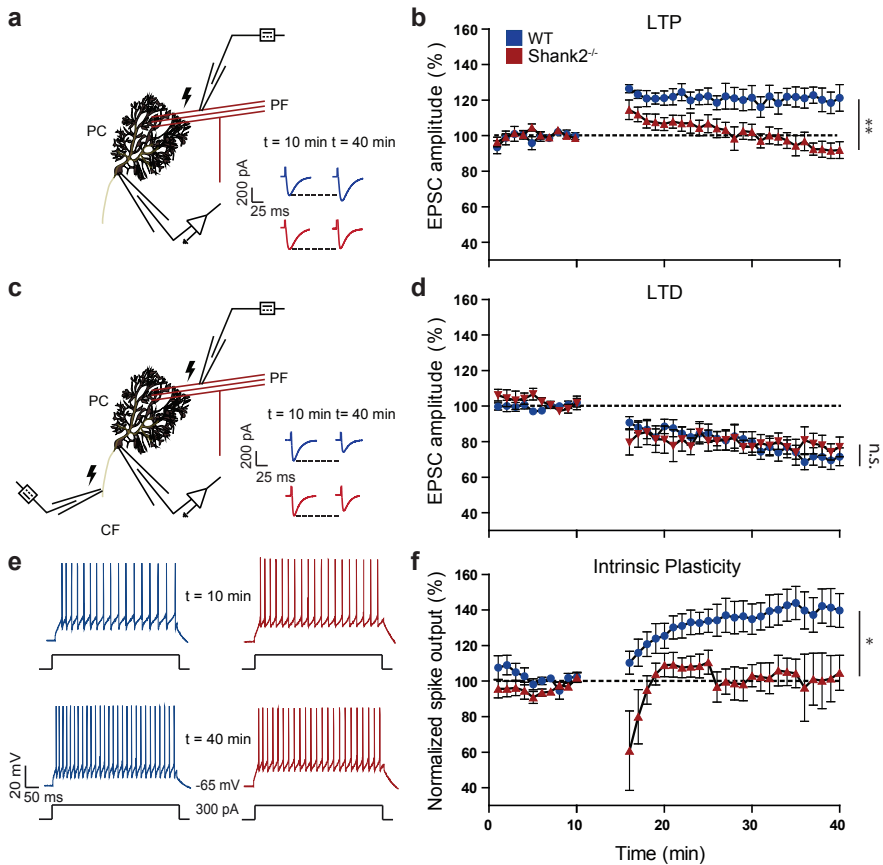 a
PC
PF
t = 10 min t = 40 min
200 pA
25 ms
b
LTP
WT
Shank2-/-
EPSC amplitude (%)
160
140
120
100
80
60
40
**
c
PC
PF
CF
t = 10 min t= 40 min
200 pA
25 ms
d
LTD
EPSC amplitude (%)
160
140
120
100
80
60
40
n.s.
e
t = 10 min
t = 40 min
20 mV
50 ms
-65 mV
300 pA
f
Intrinsic Plasticity
Normalized spike output (%)
160
140
120
100
80
60
40
*
0 10 20 30 40
Time (min)